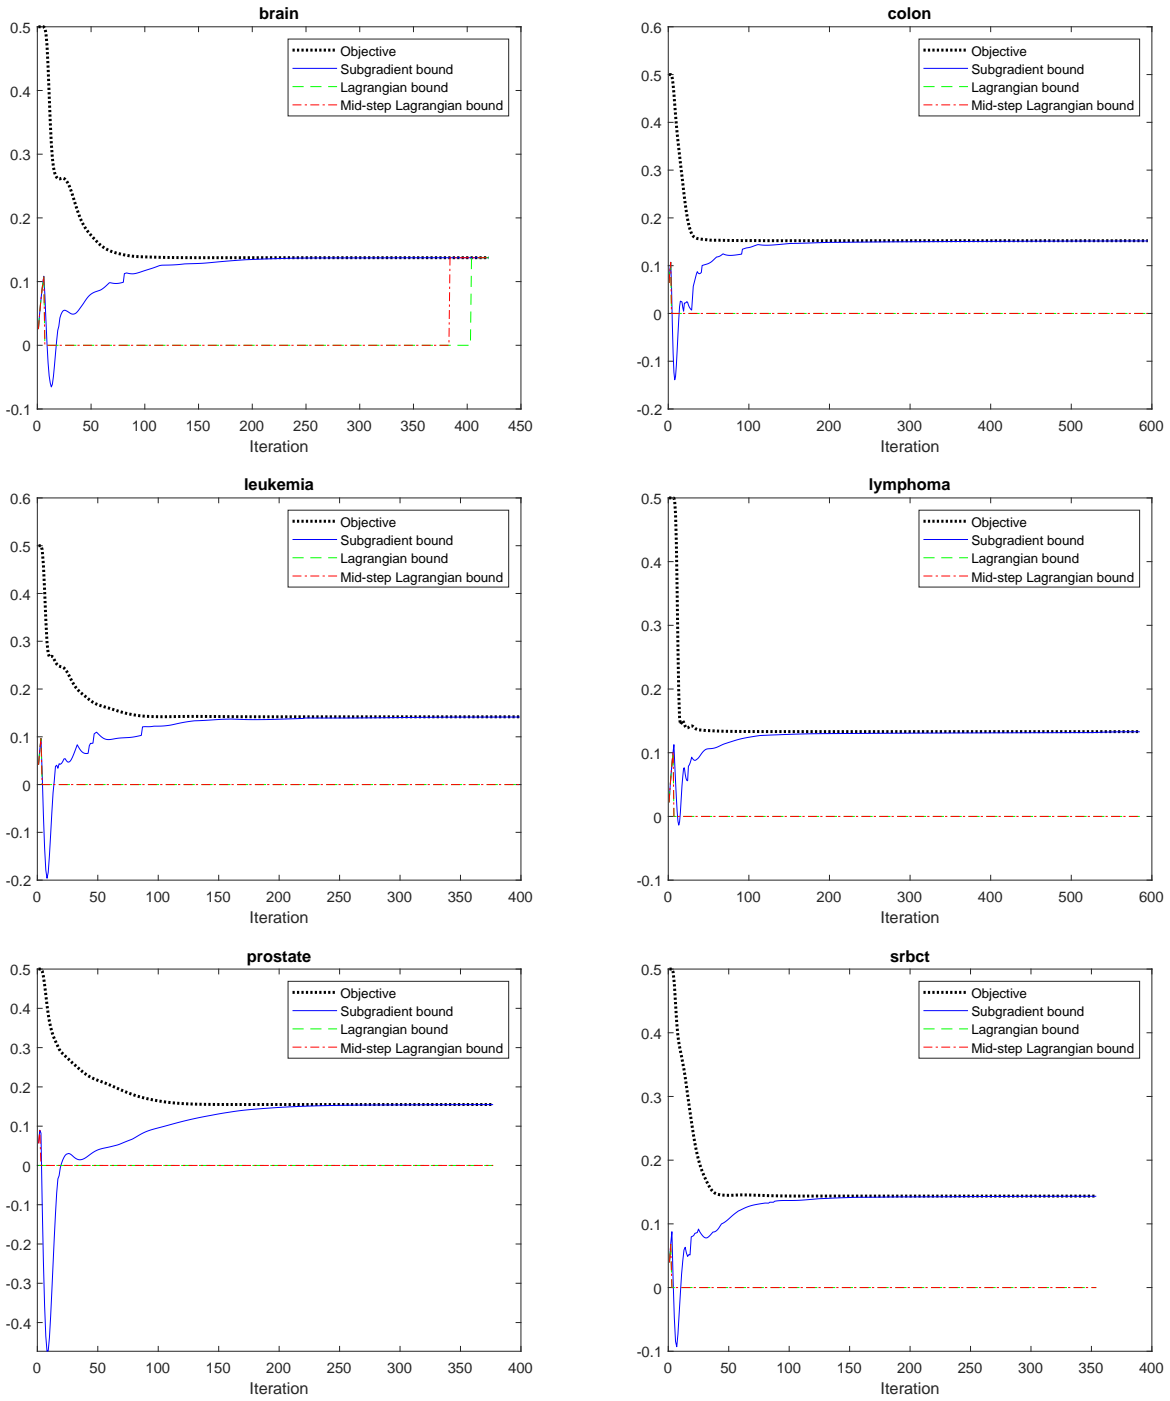 brain
0.5
0.4
0.3
0.2
0.1
0
-0.1
0 50 100 150 200 250 300 350 400 450
Iteration
Objective
Subgradient bound
Lagrangian bound
Mid-step Lagrangian bound
colon
0.6
0.5
0.4
0.3
0.2
0.1
0
-0.1
-0.2
0 100 200 300 400 500 600
Iteration
Objective
Subgradient bound
Lagrangian bound
Mid-step Lagrangian bound
leukemia
0.6
0.5
0.4
0.3
0.2
0.1
0
-0.1
-0.2
0 50 100 150 200 250 300 350 400
Iteration
Objective
Subgradient bound
Lagrangian bound
Mid-step Lagrangian bound
lymphoma
0.5
0.4
0.3
0.2
0.1
0
-0.1
0 100 200 300 400 500 600
Iteration
Objective
Subgradient bound
Lagrangian bound
Mid-step Lagrangian bound
prostate
0.5
0.4
0.3
0.2
0.1
0
-0.1
-0.2
-0.3
-0.4
0 50 100 150 200 250 300 350 400
Iteration
Objective
Subgradient bound
Lagrangian bound
Mid-step Lagrangian bound
srbct
0.5
0.4
0.3
0.2
0.1
0
-0.1
0 50 100 150 200 250 300 350 400
Iteration
Objective
Subgradient bound
Lagrangian bound
Mid-step Lagrangian bound